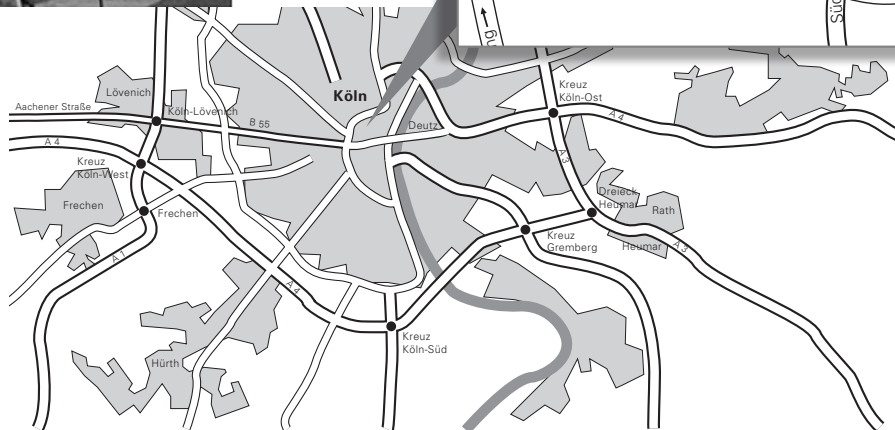 Süd
Kreuz
Köln-Ost
Lövenich
Köln
Aachener Straße
Köln-Lövenich
B 55
Deutz
A 4
A 4
Kreuz
Köln-West
A 3
Dreieck
Heumar
Frechen
Frechen
Rath
Kreuz
Gremberg
Heumar
A 3
A 1
A 4
Kreuz
Köln-Süd
Hürth